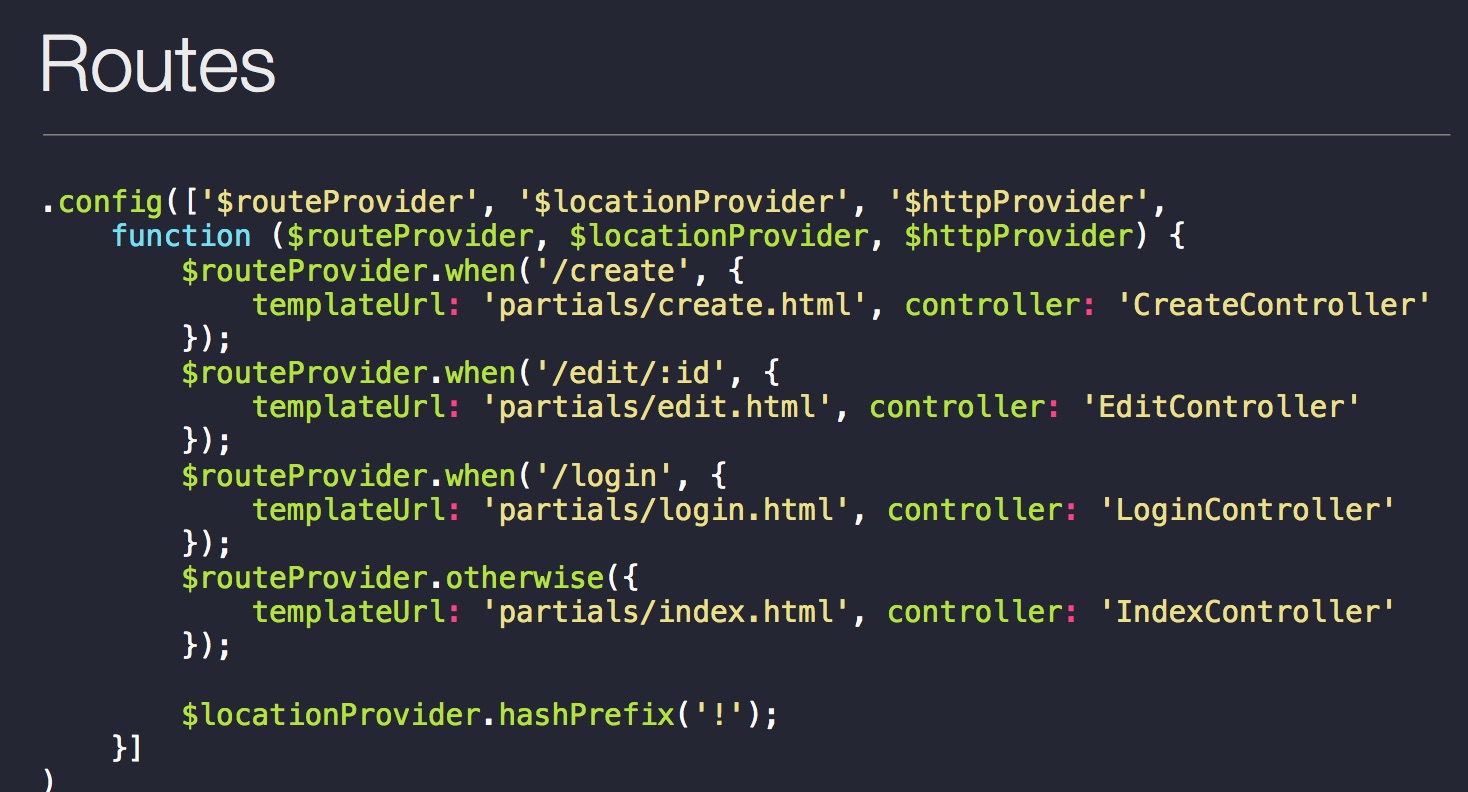 Routes
.config(['$routeProvider', '$locationProvider', '$httpProvider',
    function ($routeProvider, $locationProvider, $httpProvider) {
        $routeProvider.when('/create', {
            templateUrl: 'partials/create.html', controller: 'CreateController'
        });
        $routeProvider.when('/edit/:id', {
            templateUrl: 'partials/edit.html', controller: 'EditController'
        });
        $routeProvider.when('/login', {
            templateUrl: 'partials/login.html', controller: 'LoginController'
        });
        $routeProvider.otherwise({
            templateUrl: 'partials/index.html', controller: 'IndexController'
        });

        $locationProvider.hashPrefix('!');
    }]
)